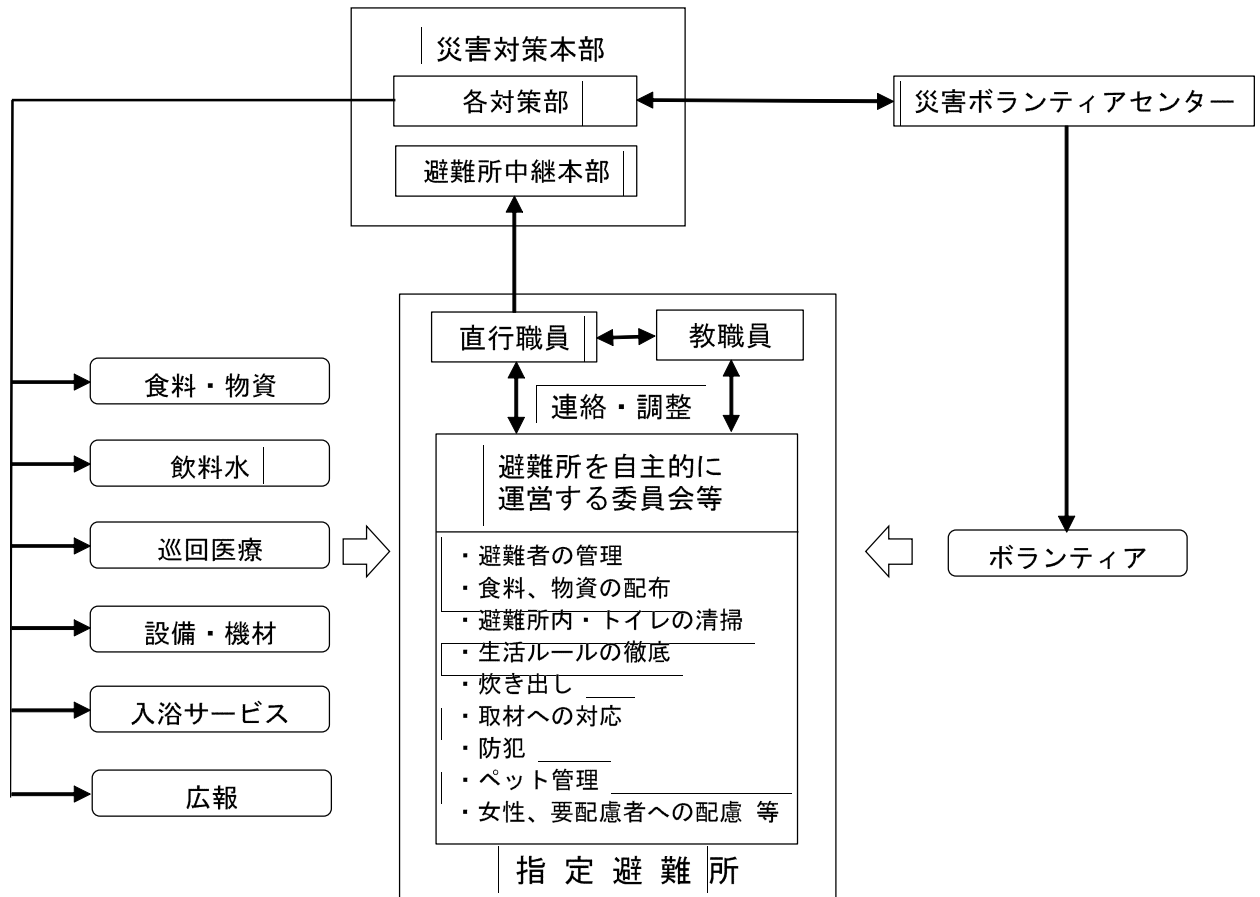 災害対策本部
各対策部
災害ボランティアセンター
避難所中継本部
直行職員
教職員
連絡・調整
食料・物資
飲料水
巡回医療
設備・機材
入浴サービス
広報
避難所を自主的に
運営する委員会等
・避難者の管理
・食料、物資の配布
・避難所内・トイレの清掃
・生活ルールの徹底
・炊き出し
・取材への対応
・防犯
・ペット管理
・女性、要配慮者への配慮 等
指定避難所
ボランティア